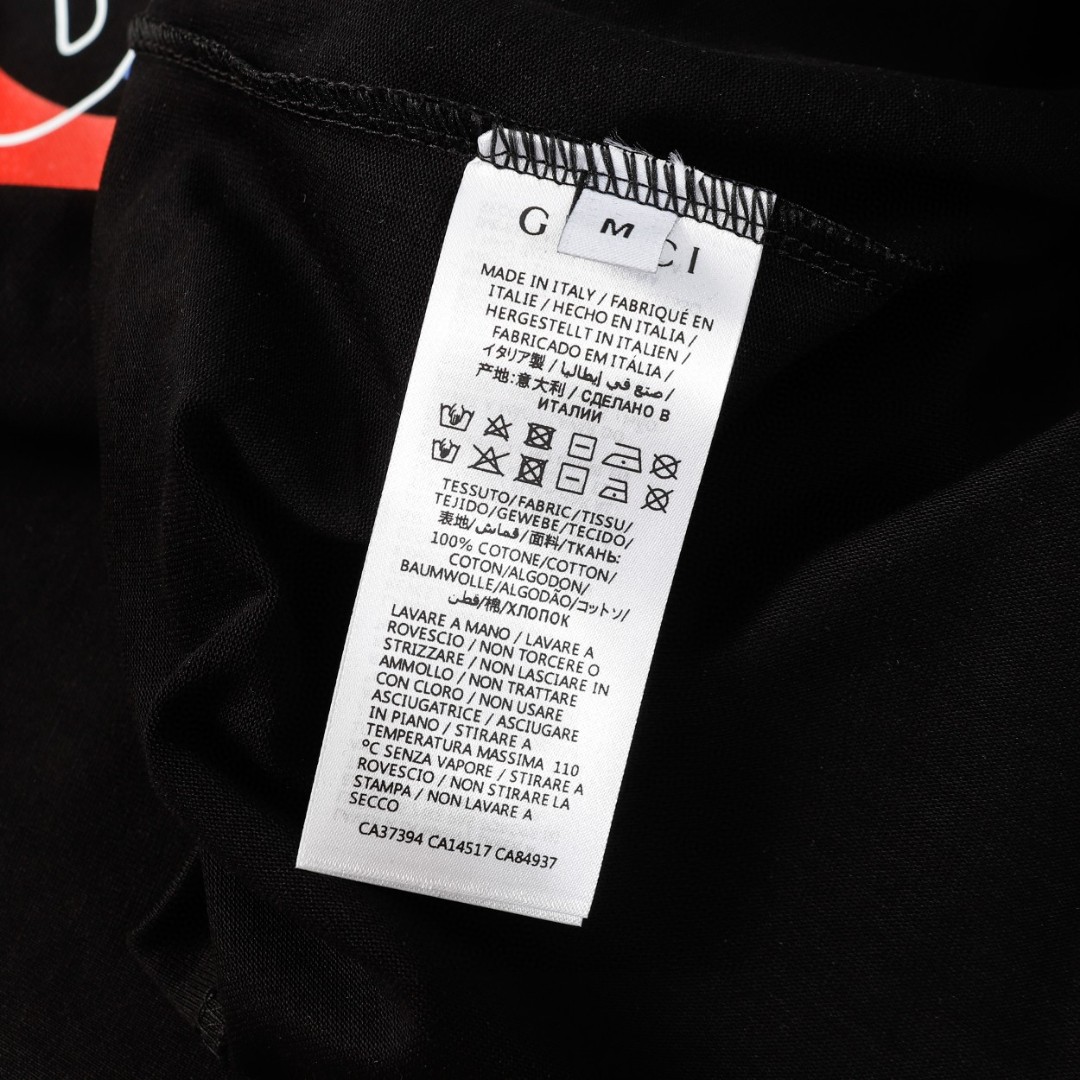 G CI
M
MADE IN ITALY / FABRIQUÉ EN
ITALIE / HECHO EN ITALIA /
HERGESTELLT IN ITALIEN /
FABRICADO EM ITÁLIA /
イタリア製 / صنع في إيطاليا /
产地:意大利 / СДЕЛАНО В
ИТАЛИИ
TESSUTO/FABRIC/TISSU/
TEJIDO/GEWEBE/TECIDO/
表地/قماش/面料/ТКАНЬ:
100% COTONE/COTTON/
COTON/ALGODON/
BAUMWOLLE/ALGODÃO/コットン/
قطن/棉/ХЛОПОК
LAVARE A MANO / LAVARE A
ROVESCIO / NON TORCERE O
STRIZZARE / NON LASCIARE IN
AMMOLLO / NON TRATTARE
CON CLORO / NON USARE
ASCIUGATRICE / ASCIUGARE
IN PIANO / STIRARE A
TEMPERATURA MASSIMA 110
°C SENZA VAPORE / STIRARE A
ROVESCIO / NON STIRARE LA
STAMPA / NON LAVARE A
SECCO
CA37394 CA14517 CA84937